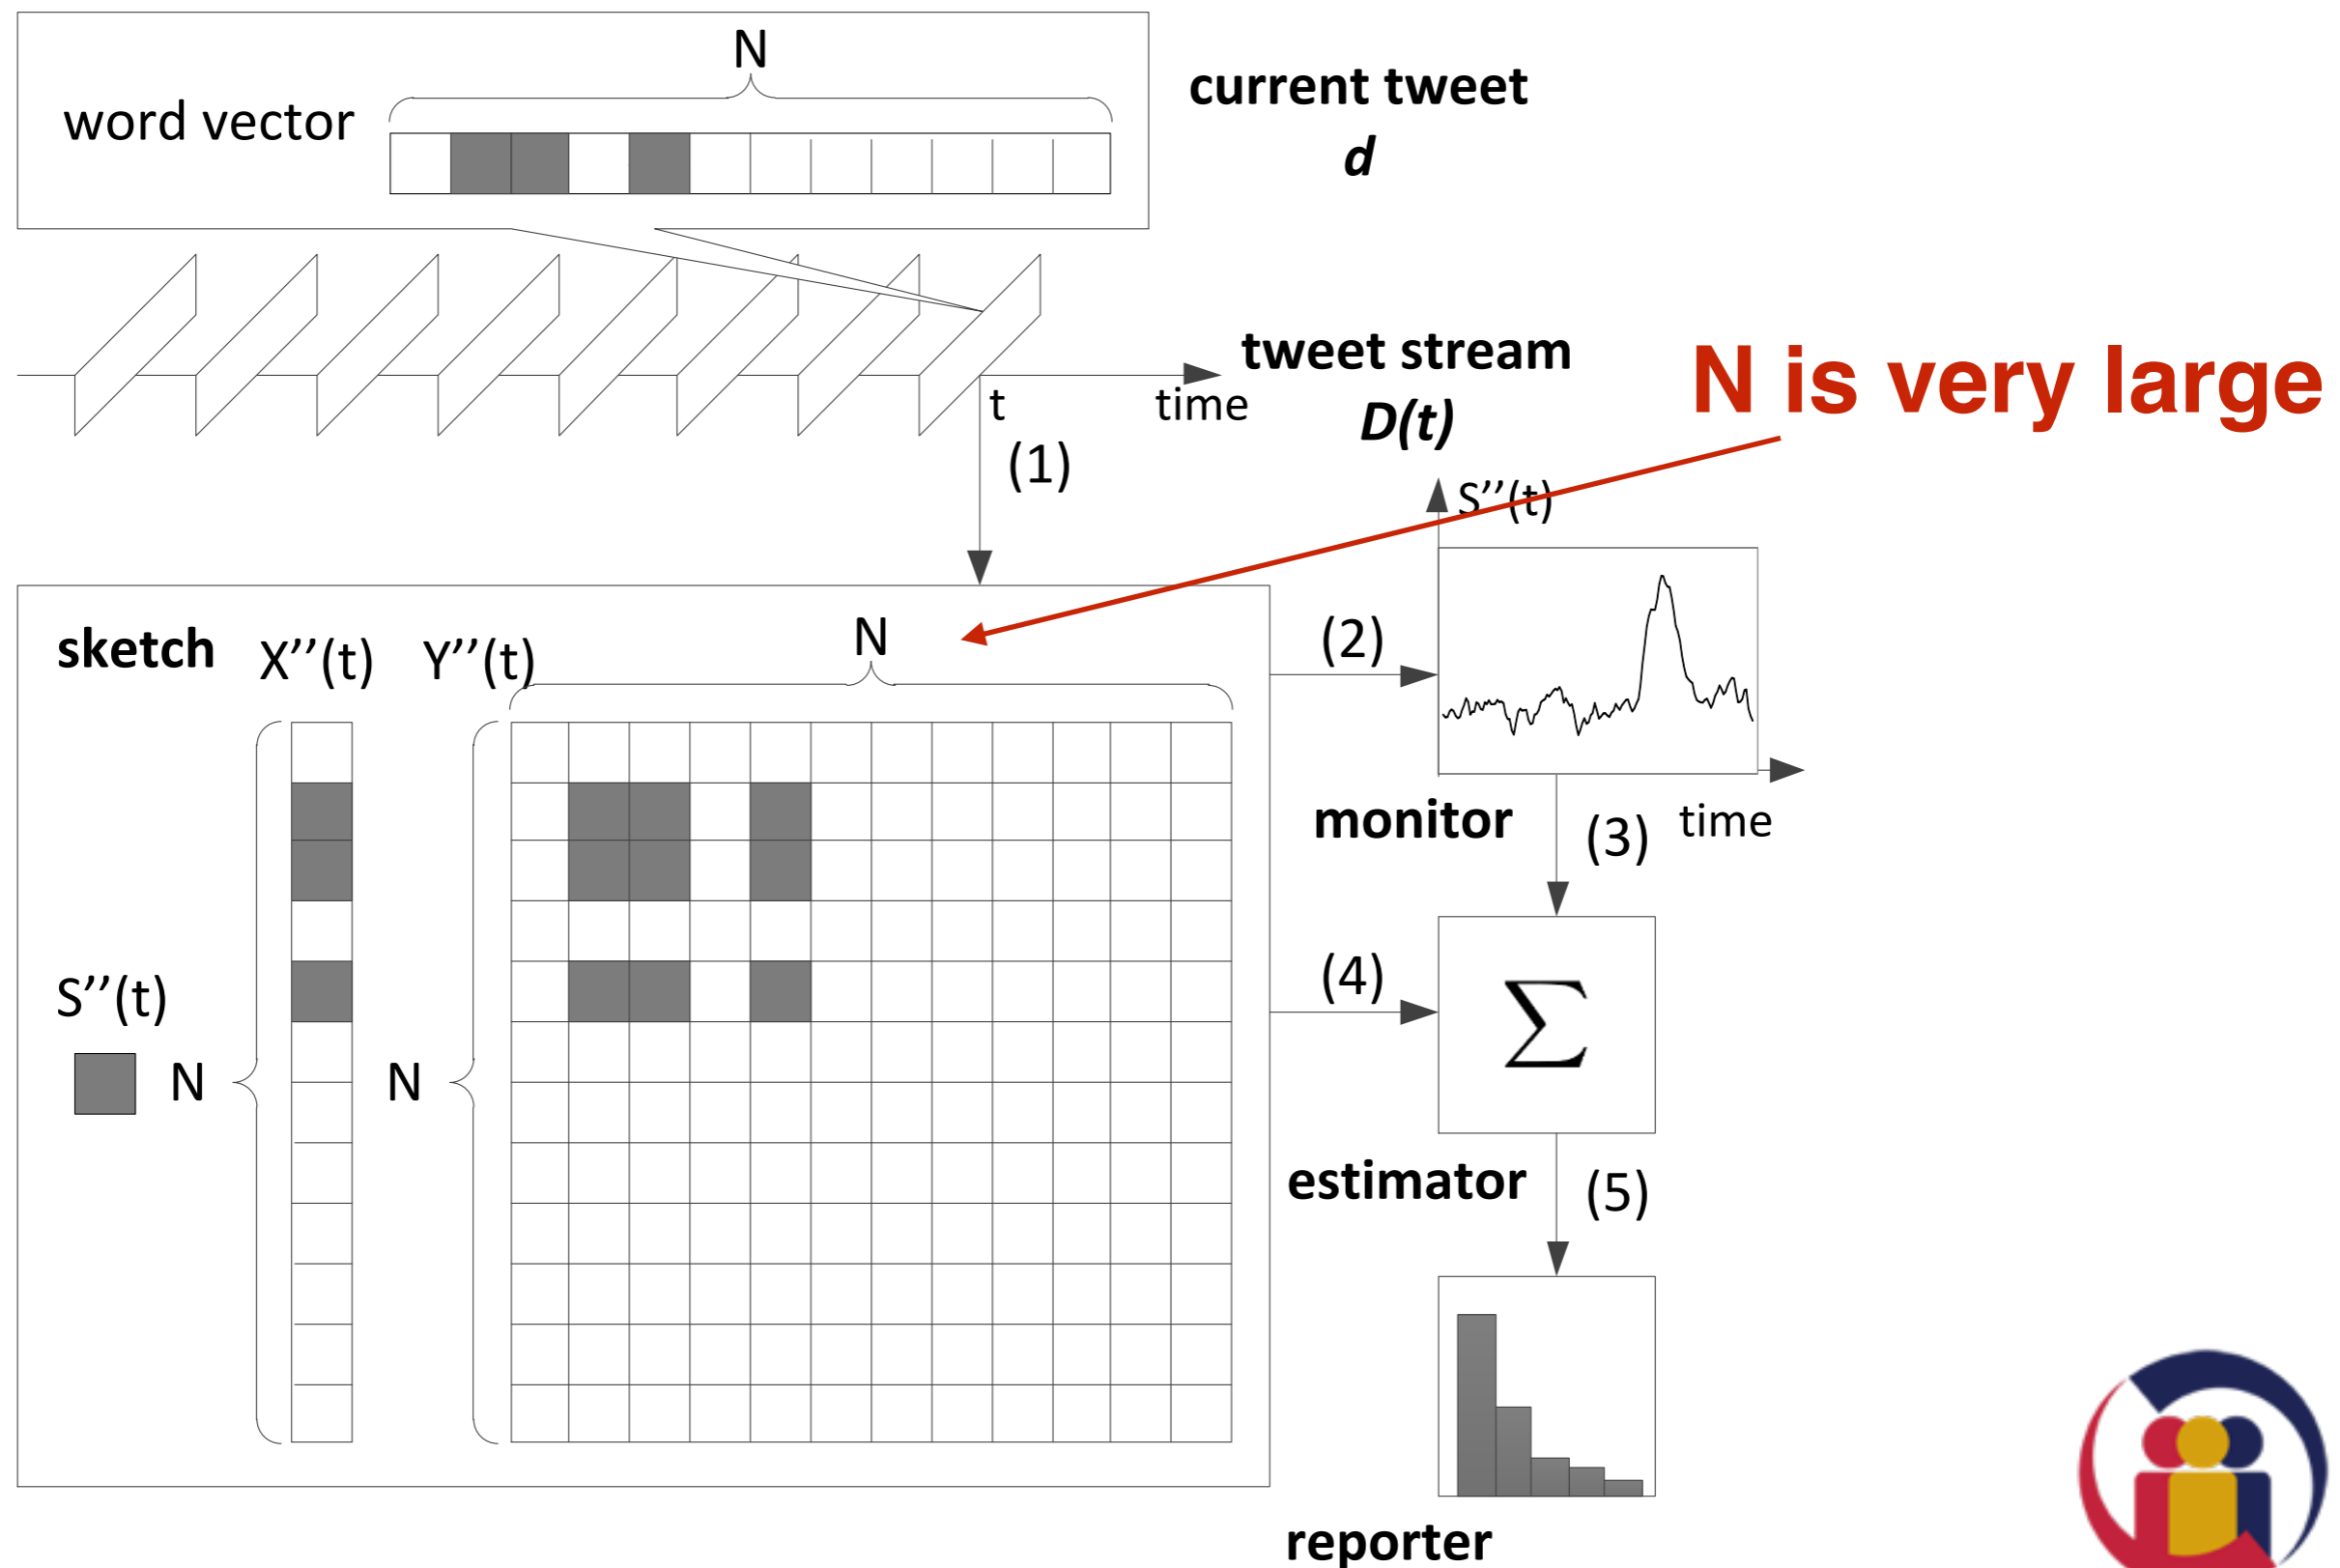 N
word vector
current tweet
d
tweet stream
D(t)
N is very large
t
time
(1)
S’’(t)
sketch
X’’(t)
Y’’(t)
N
(2)
monitor
(3)
time
S’’(t)
N
N
(4)
∑
estimator
(5)
reporter